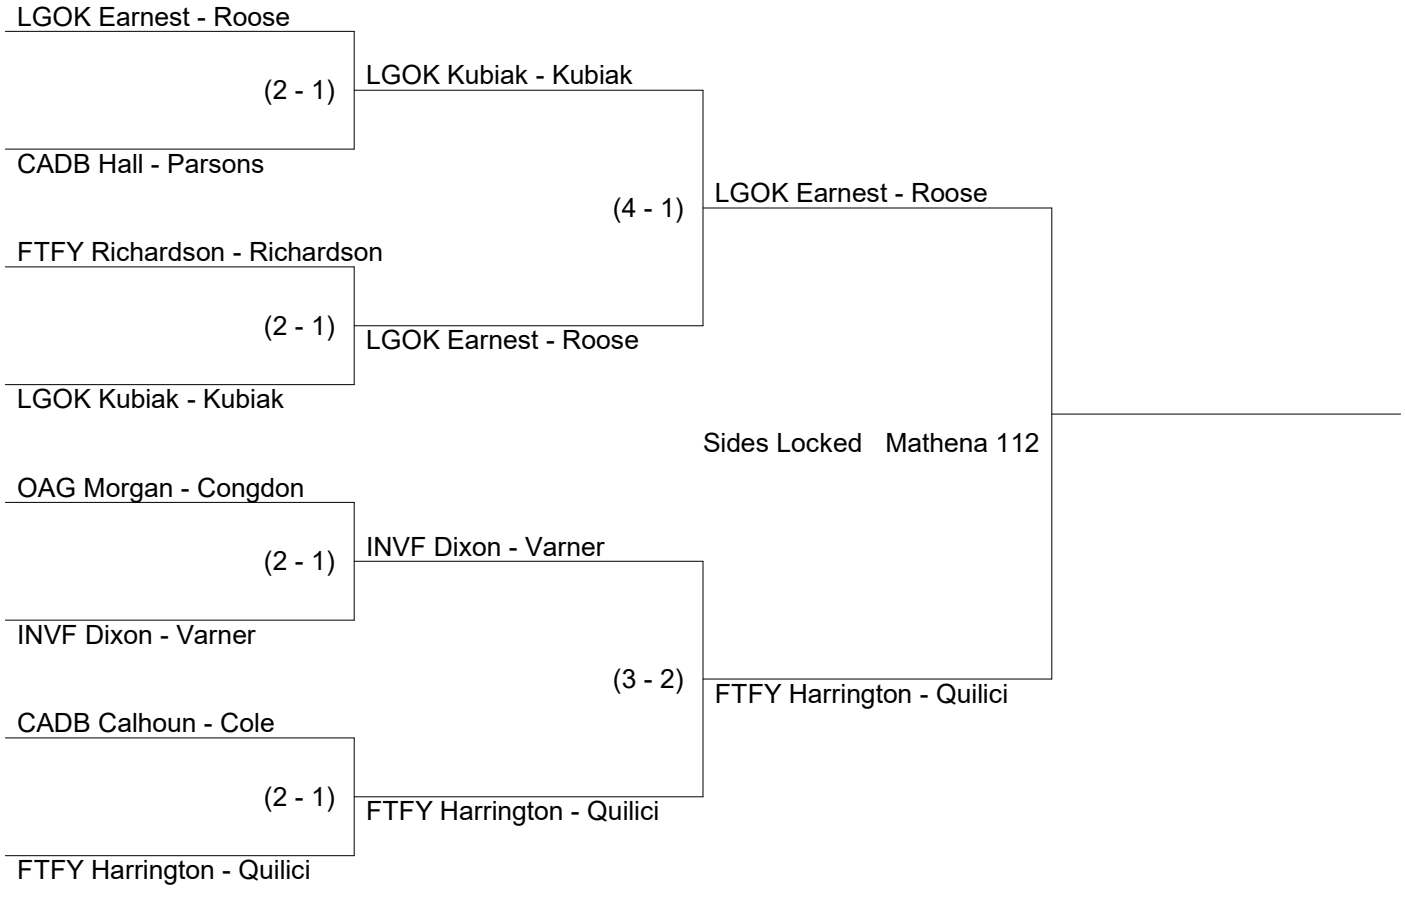 LGOK Earnest - Roose
(2 - 1)
CADB Hall - Parsons
FTFY Richardson - Richardson
(2 - 1)
LGOK Kubiak - Kubiak
OAG Morgan - Congdon
(2 - 1)
INVF Dixon - Varner
CADB Calhoun - Cole
(2 - 1)
FTFY Harrington - Quilici
LGOK Kubiak - Kubiak
(4 - 1)
LGOK Earnest - Roose
INVF Dixon - Varner
(3 - 2)
FTFY Harrington - Quilici
LGOK Earnest - Roose
Sides Locked Mathena 112
FTFY Harrington - Quilici